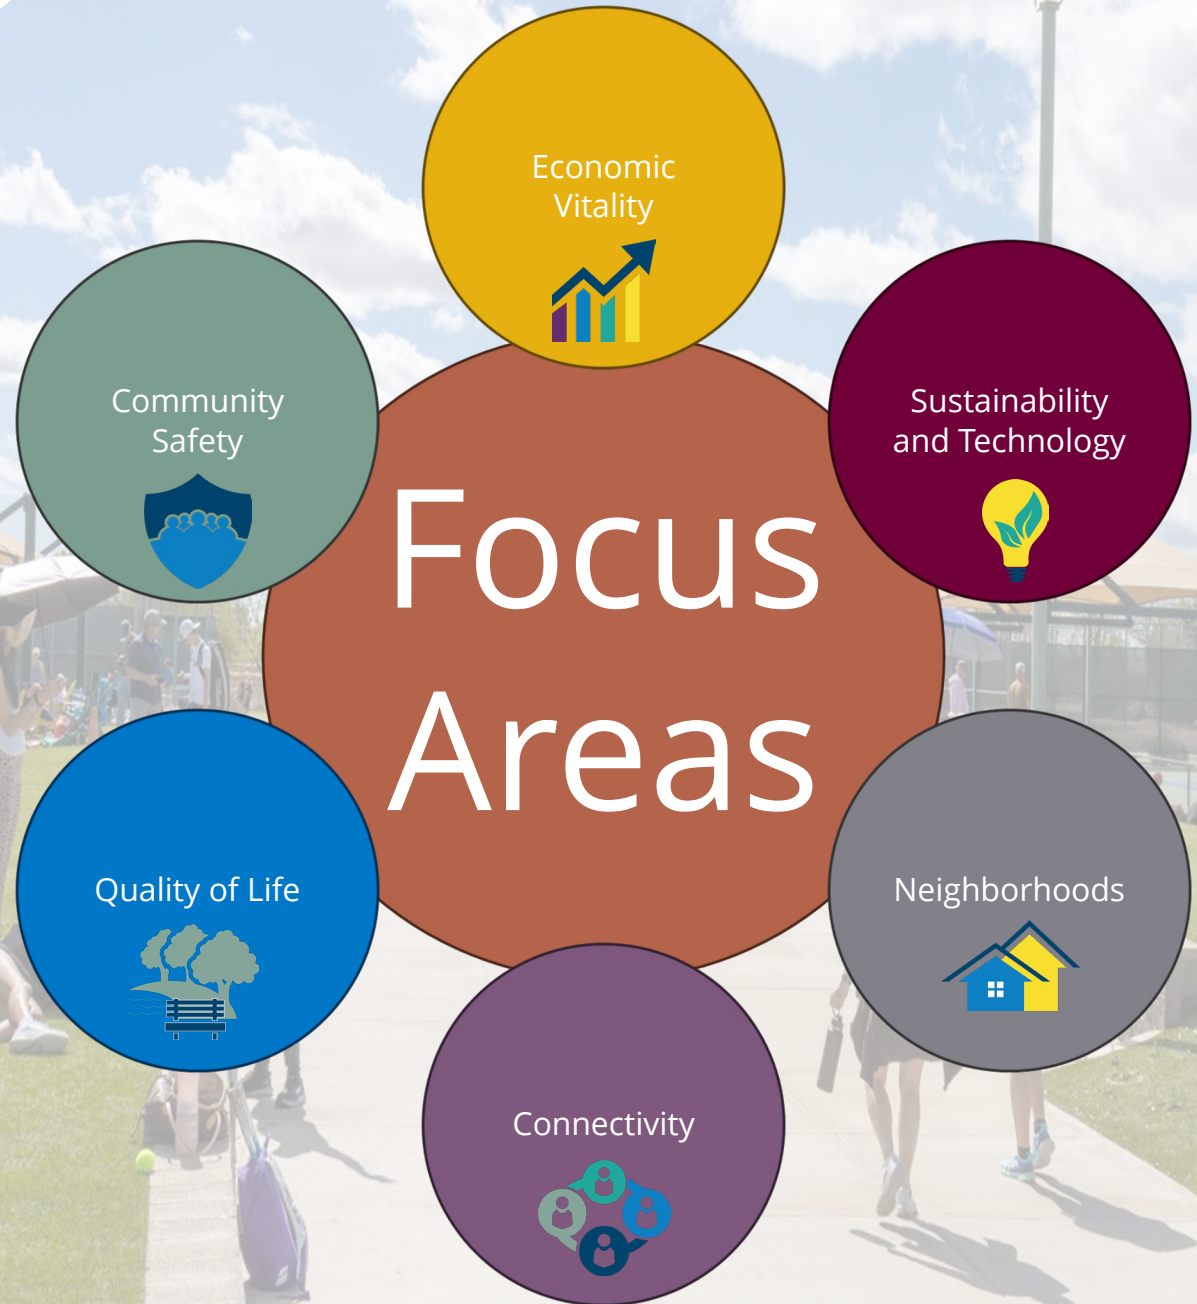 Economic
Vitality
Community
Safety
Sustainability
and Technology
Focus
Areas
Quality of Life
Neighborhoods
Connectivity